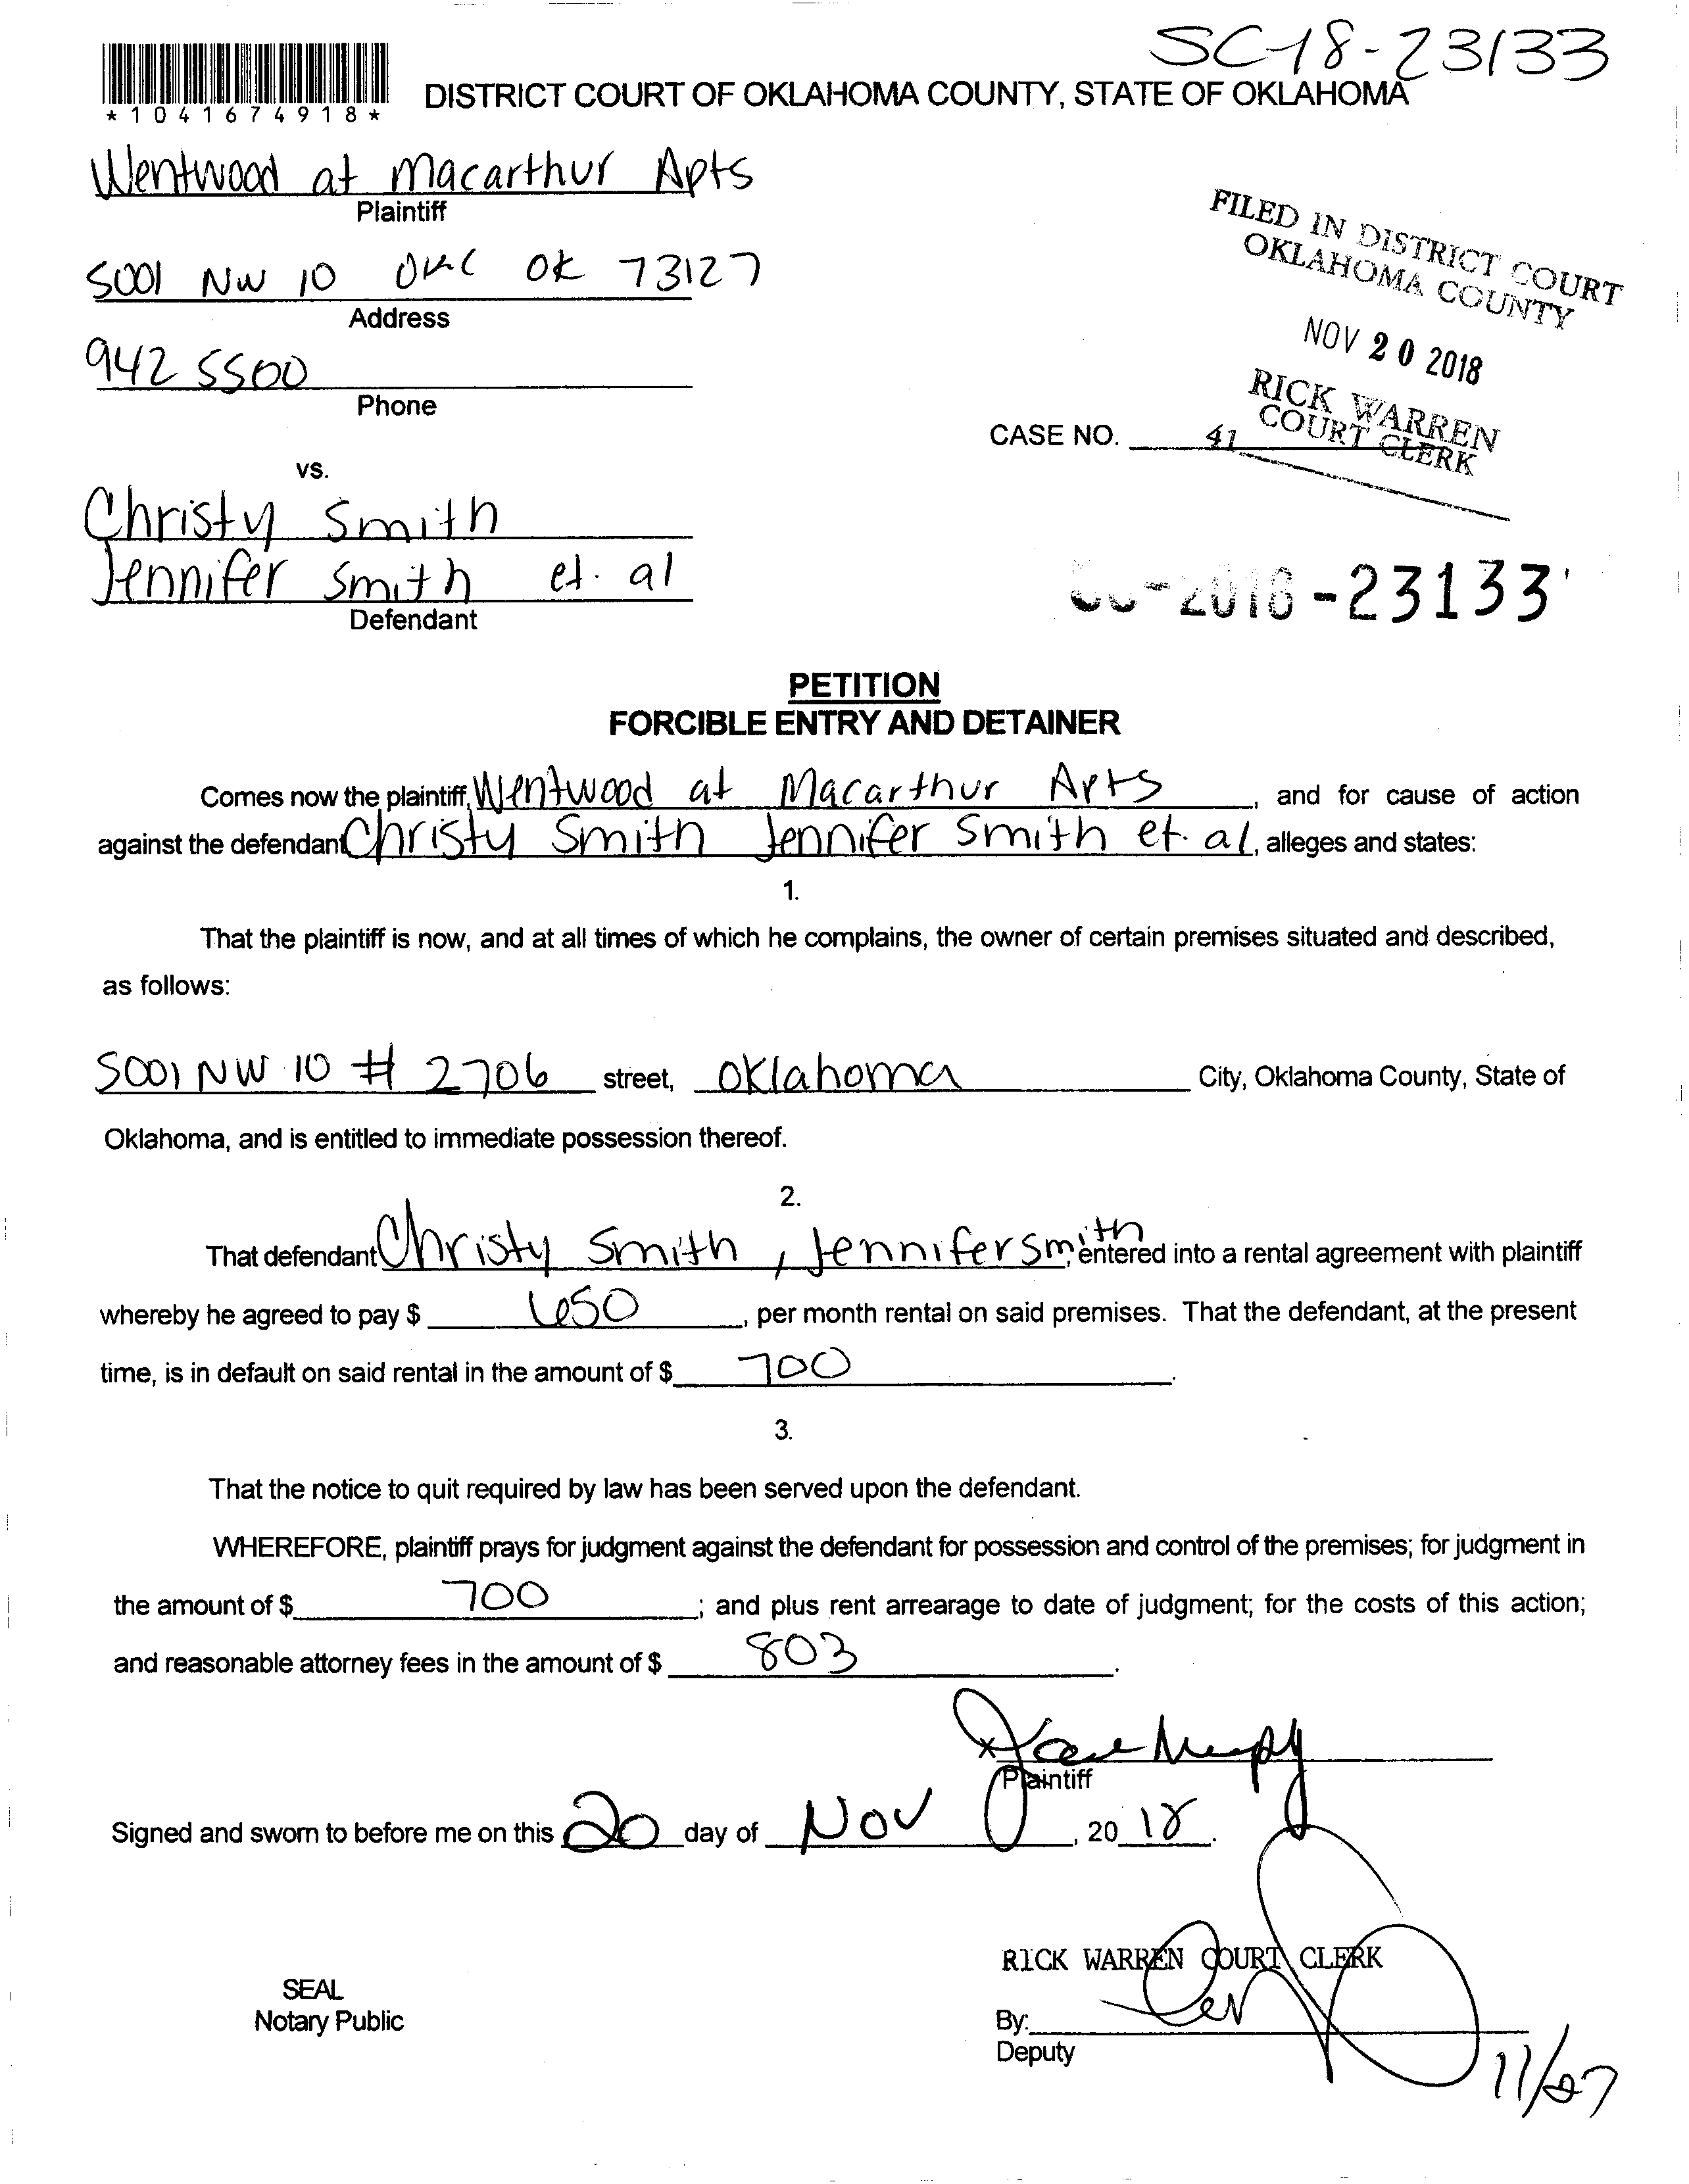 SC-18-23133
*1041674918*
DISTRICT COURT OF OKLAHOMA COUNTY, STATE OF OKLAHOMA
Wentwood at Macarthur Apts
Plaintiff
5001 NW 10 OKC OK 73127
Address
942 5500
Phone
FILED IN DISTRICT COURT
OKLAHOMA COUNTY
NOV 20 2018
RICK WARREN
COURT CLERK
CASE NO.
41
vs.
Christy Smith
Jennifer Smith et. al
Defendant
-2018-23133
PETITION
FORCIBLE ENTRY AND DETAINER
Comes now the plaintiff, Wentwood at Macarthur Apts, and for cause of action
against the defendant Christy Smith Jennifer Smith et. al, alleges and states:
1.
That the plaintiff is now, and at all times of which he complains, the owner of certain premises situated and described,
as follows:
5001 NW 10 # 2706 street, Oklahoma City, Oklahoma County, State of
Oklahoma, and is entitled to immediate possession thereof.
2.
That defendant Christy Smith, Jennifer Smith, entered into a rental agreement with plaintiff
whereby he agreed to pay $ 650, per month rental on said premises. That the defendant, at the present
time, is in default on said rental in the amount of $ 700.
3.
That the notice to quit required by law has been served upon the defendant.
WHEREFORE, plaintiff prays for judgment against the defendant for possession and control of the premises; for judgment in
the amount of $ 700; and plus rent arrearage to date of judgment; for the costs of this action;
and reasonable attorney fees in the amount of $ 803.
x
Plaintiff
Signed and sworn to before me on this 20 day of Nov, 2018.
RICK WARREN COURT CLERK
SEAL
Notary Public
By:
Deputy
11/27